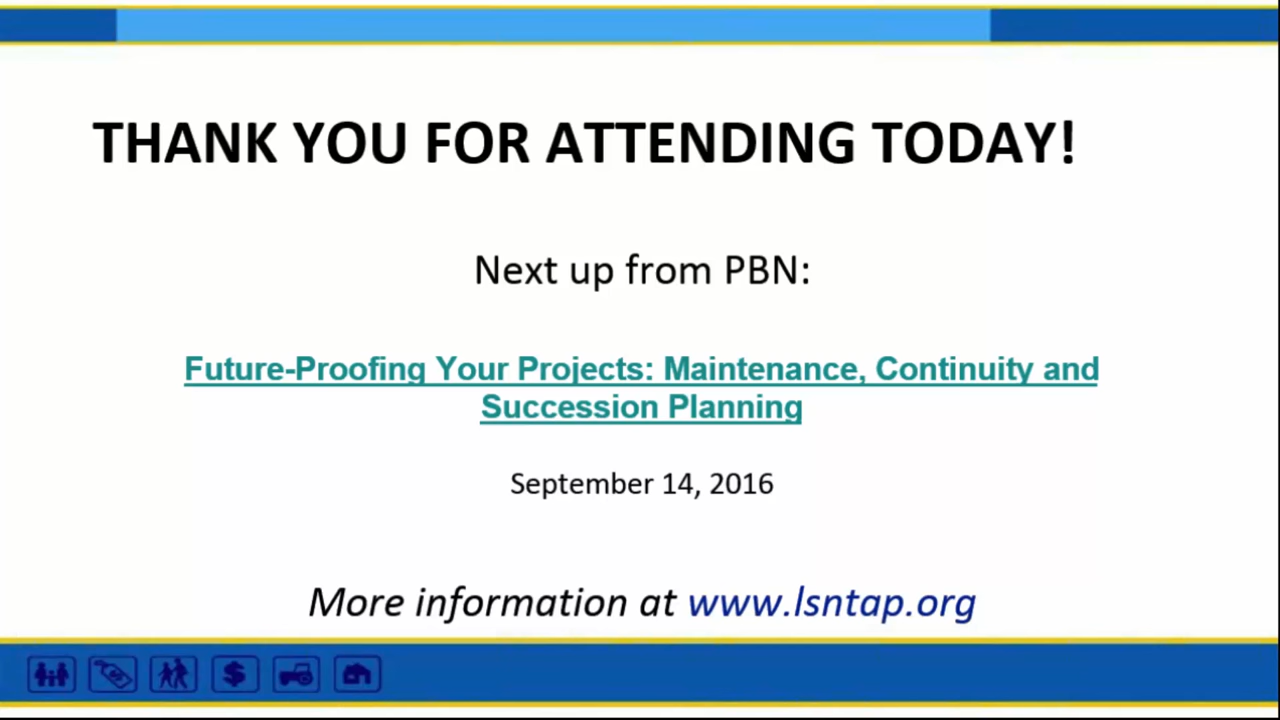 THANK YOU FOR ATTENDING TODAY!
Next up from PBN:
Future-Proofing Your Projects: Maintenance, Continuity and
Succession Planning
September 14, 2016
More information at www.lsntap.org